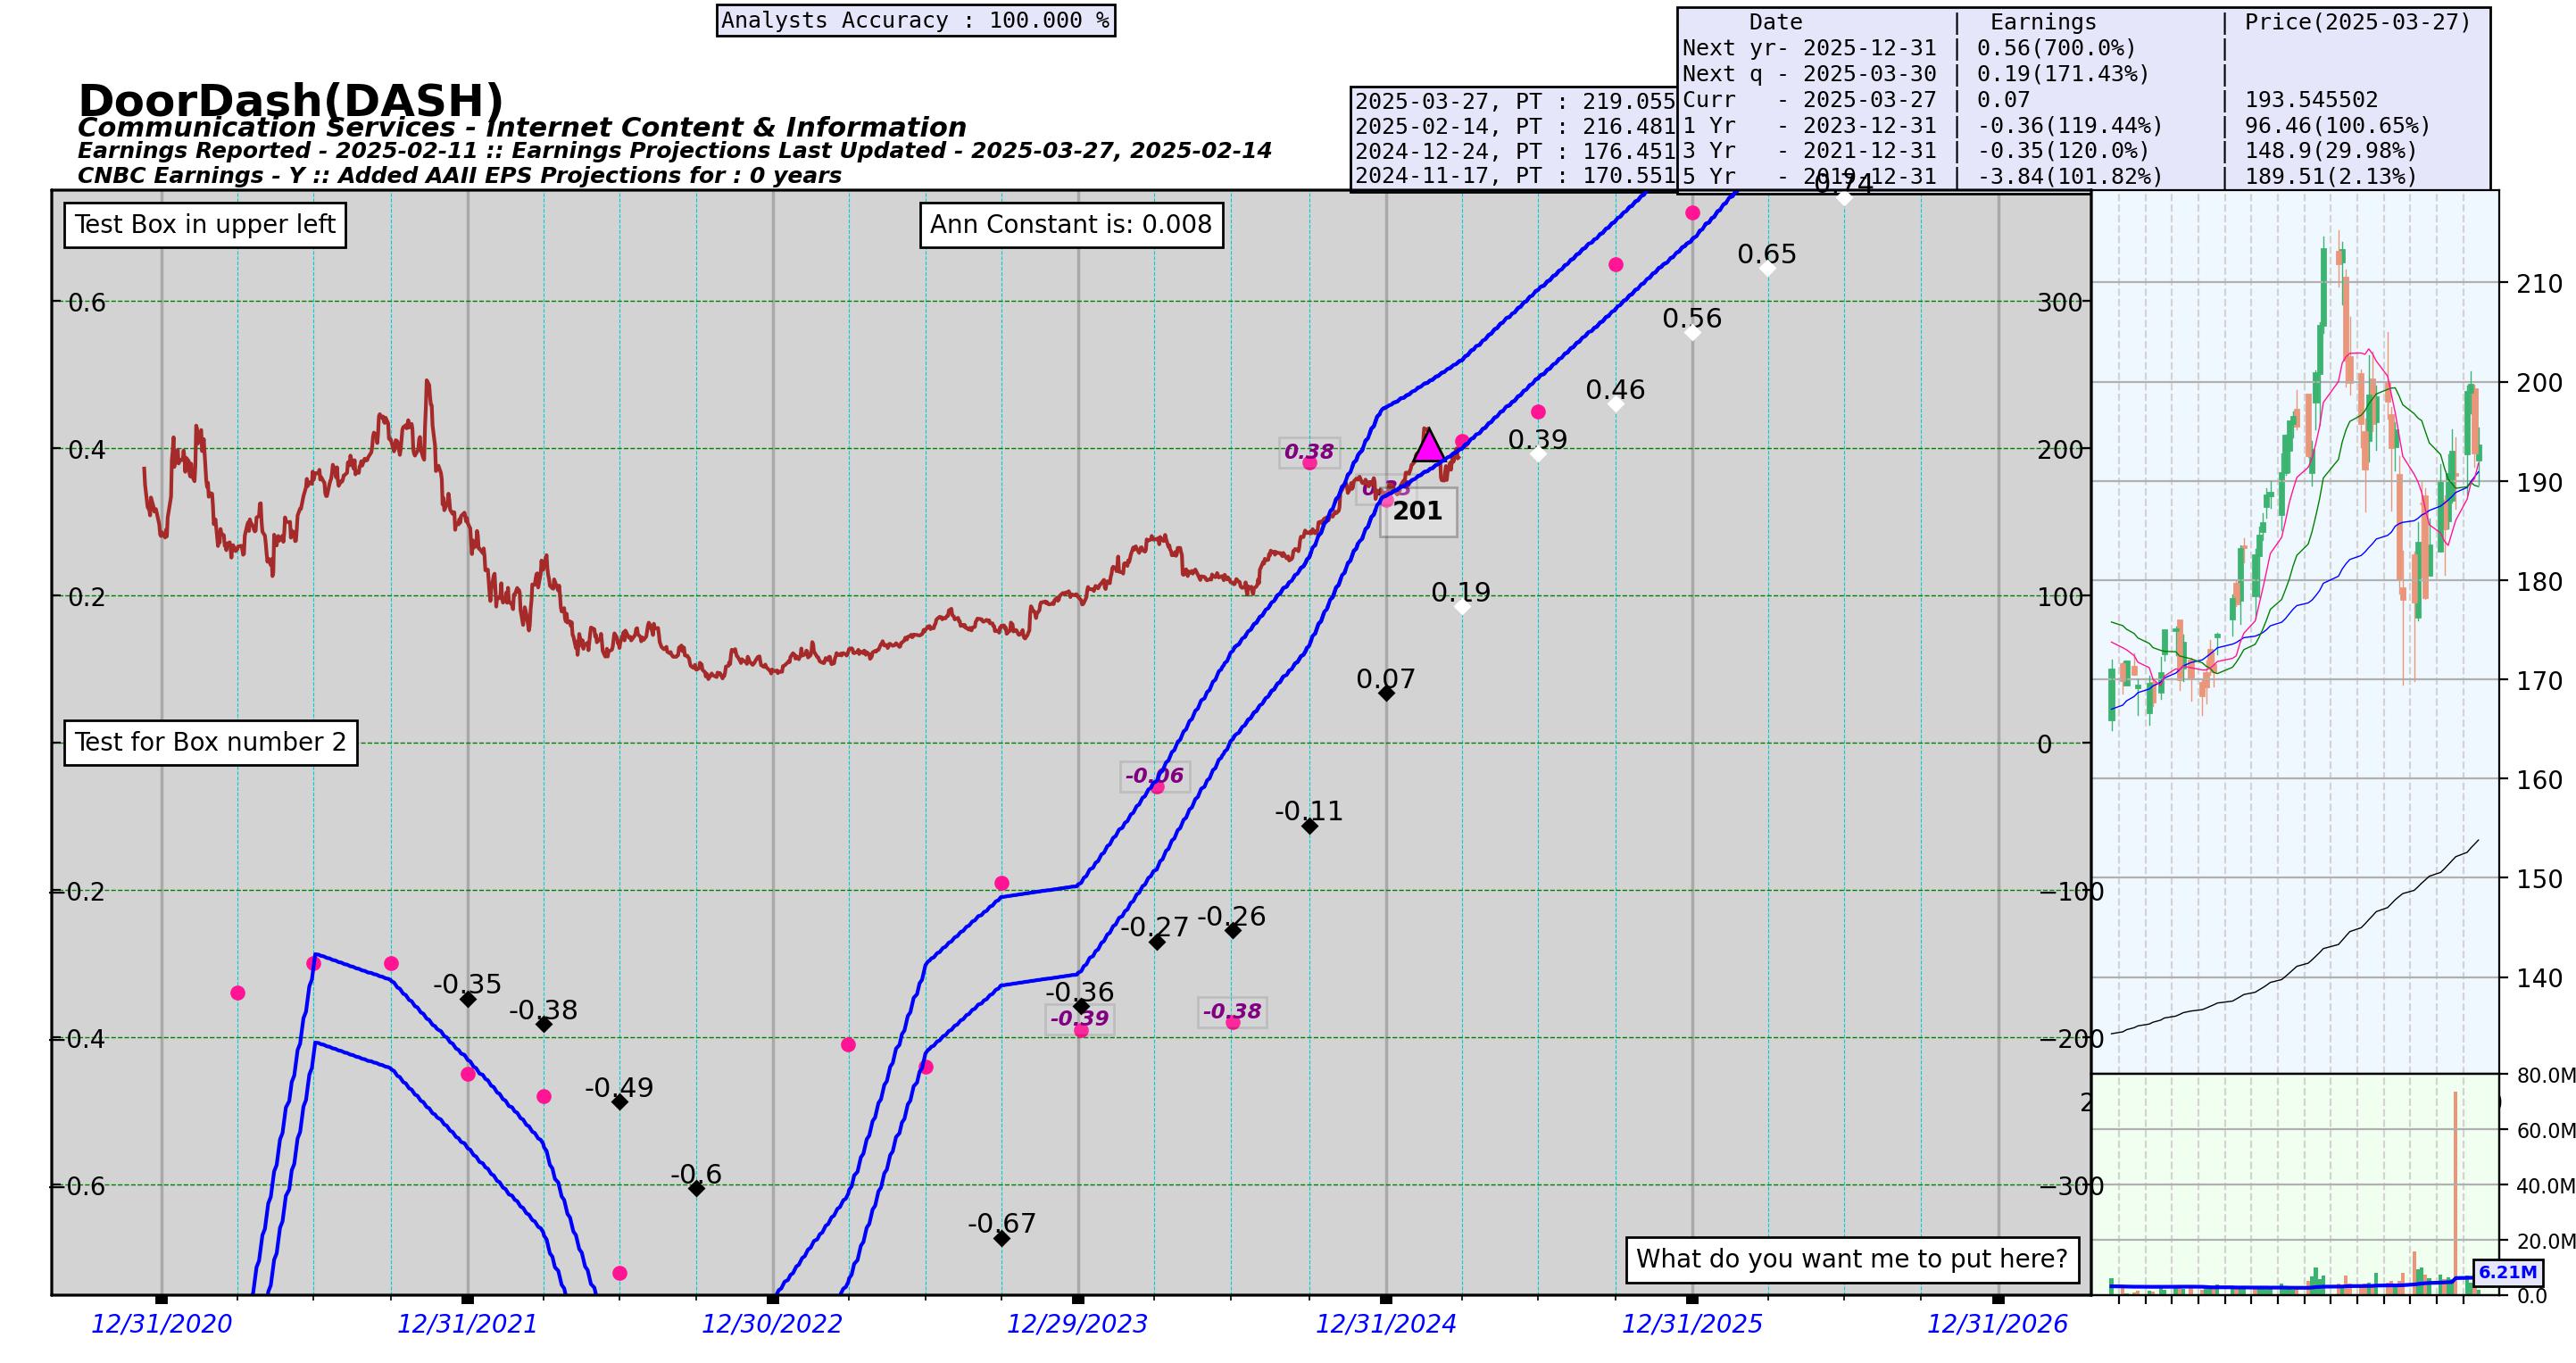 Analysts Accuracy : 100.000 %
Date | Earnings | Price(2025-03-27)
Next yr- 2025-12-31 | 0.56(700.0%) |
Next q - 2025-03-30 | 0.19(171.43%) |
Curr - 2025-03-27 | 0.07 | 193.545502
1 Yr - 2023-12-31 | -0.36(119.44%) | 96.46(100.65%)
3 Yr - 2021-12-31 | -0.35(120.0%) | 148.9(29.98%)
5 Yr - 2019-12-31 | -3.84(101.82%) | 189.51(2.13%)
2025-03-27, PT : 219.055
2025-02-14, PT : 216.481
2024-12-24, PT : 176.451
2024-11-17, PT : 170.551
DoorDash(DASH)
Communication Services - Internet Content & Information
Earnings Reported - 2025-02-11 :: Earnings Projections Last Updated - 2025-03-27, 2025-02-14
CNBC Earnings - Y :: Added AAII EPS Projections for : 0 years
Test Box in upper left
Ann Constant is: 0.008
0.74
0.65
0.56
0.46
0.39
0.38
201
0.19
0.07
-0.06
-0.11
-0.27
-0.26
-0.35
-0.38
-0.36
-0.39
-0.38
-0.49
-0.6
-0.67
Test for Box number 2
What do you want me to put here?
0.6
0.4
0.2
−0.2
−0.4
−0.6
300
200
100
0
−100
−200
−300
210
200
190
180
170
160
150
140
80.0M
60.0M
40.0M
20.0M
6.21M
0.0
12/31/2020
12/31/2021
12/30/2022
12/29/2023
12/31/2024
12/31/2025
12/31/2026